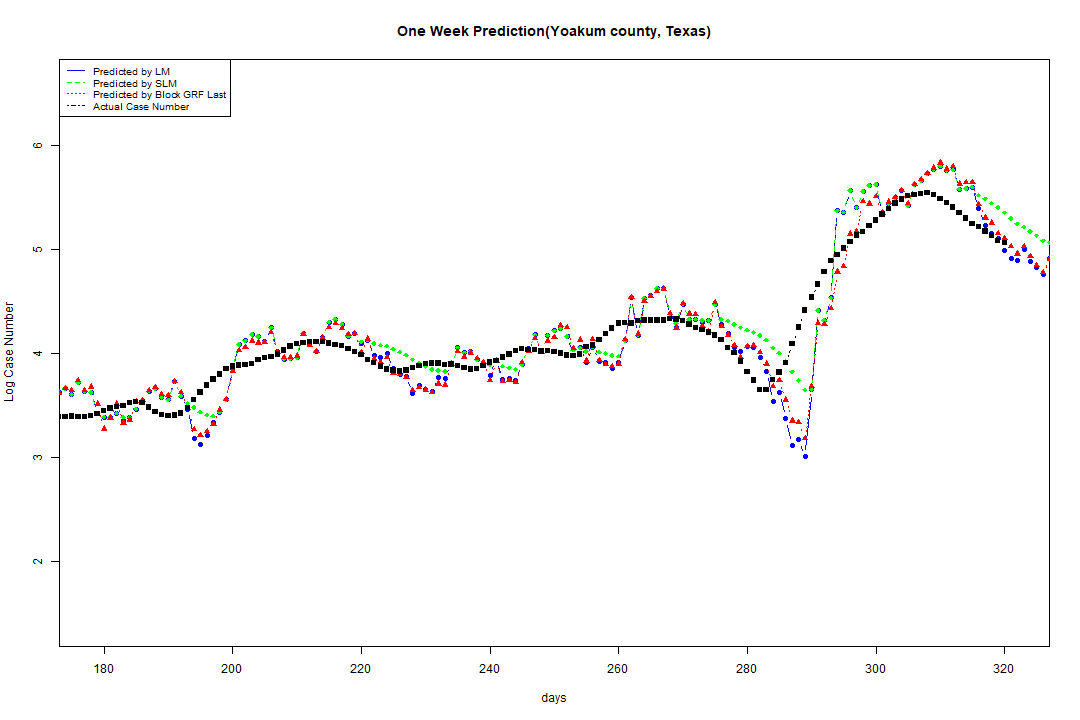 One Week Prediction(Yoakum county, Texas)
Predicted by LM
Predicted by SLM
Predicted by Block GRF Last
Actual Case Number
6
5
4
3
2
Log Case Number
180 200 220 240 260 280 300 320
days